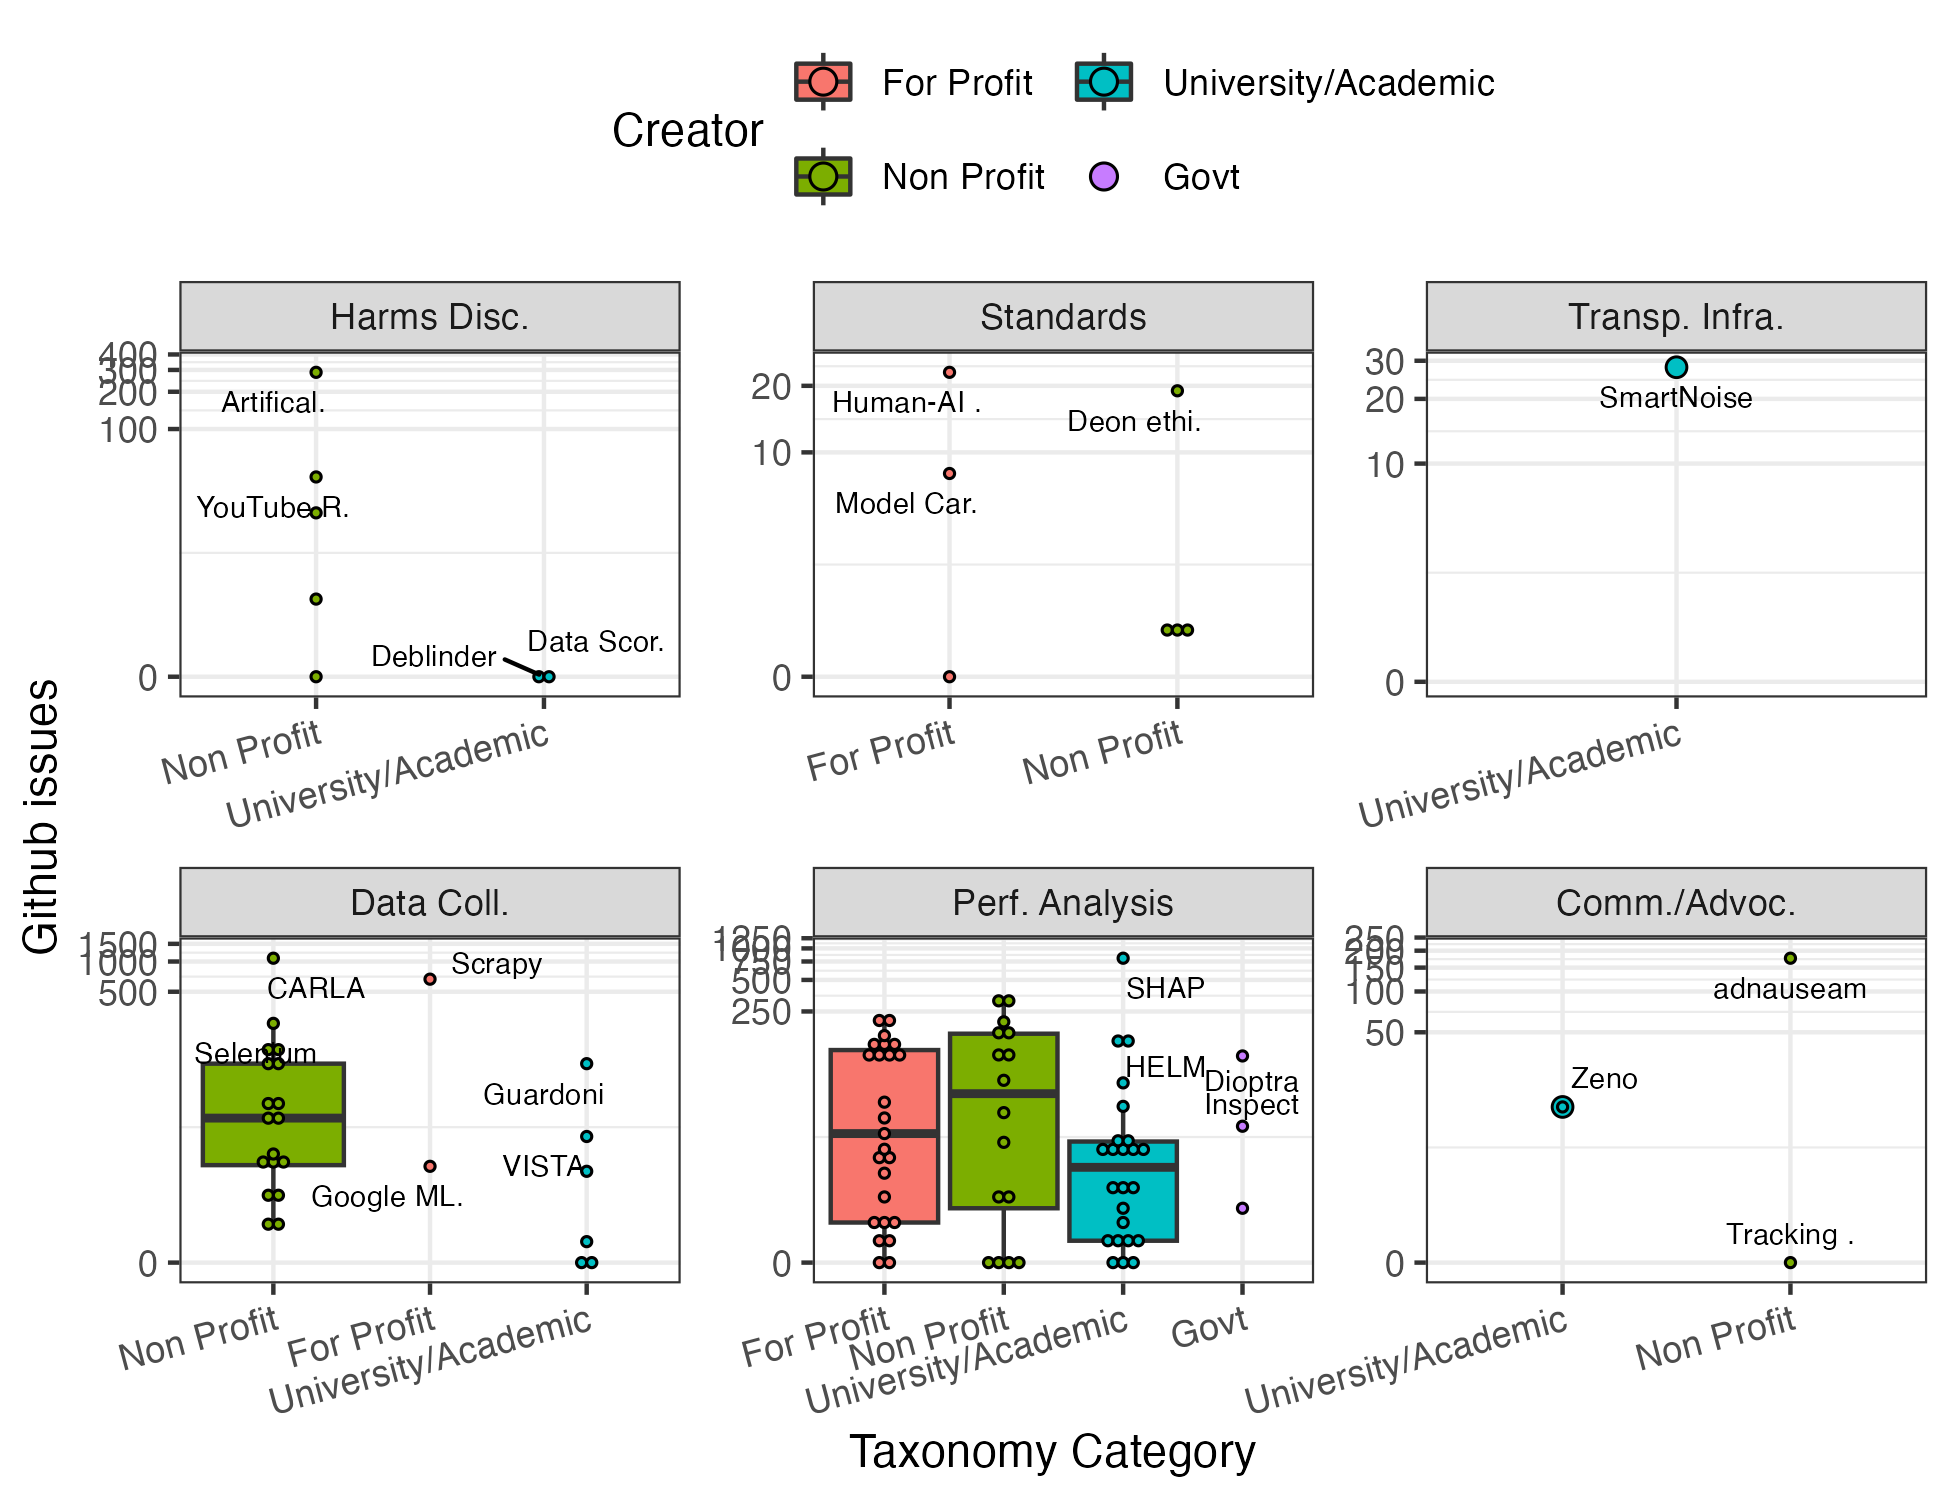 Creator
For Profit
University/Academic
Non Profit
Govt
Github issues
Harms Disc.
400
300
200
100
0
Artifical.
YouTube R.
Deblinder
Data Scor.
Non Profit
University/Academic
Standards
20
10
0
Human-AI .
Deon ethi.
Model Car.
For Profit
Non Profit
Transp. Infra.
30
20
10
0
SmartNoise
University/Academic
Data Coll.
1500
1000
500
0
CARLA
Scrapy
Selenium
Guardoni
VISTA
Google ML.
Non Profit
For Profit
University/Academic
Perf. Analysis
1250
1000
750
500
250
0
SHAP
HELM
Dioptra
Inspect
For Profit
Non Profit
University/Academic
Govt
Comm./Advoc.
250
200
150
100
50
0
adnauseam
Zeno
Tracking .
University/Academic
Non Profit
Taxonomy Category